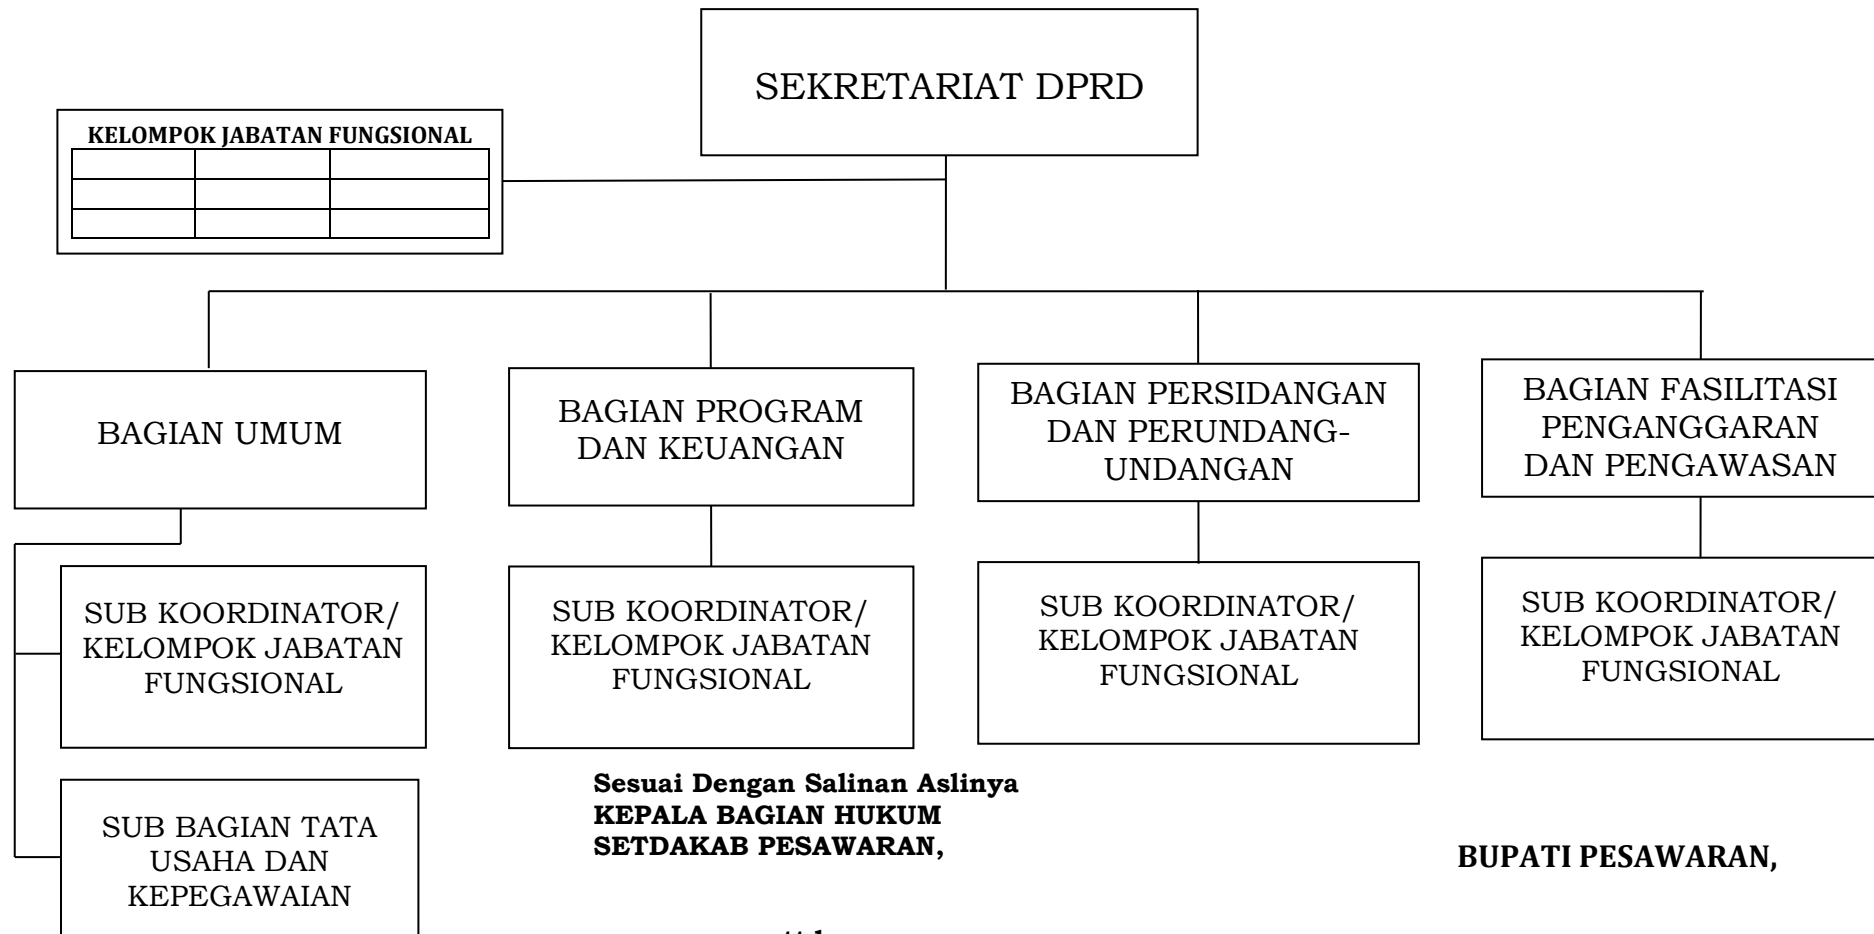 SEKRETARIAT DPRD
KELOMPOK JABATAN FUNGSIONAL
BAGIAN UMUM
BAGIAN PROGRAM
DAN KEUANGAN
BAGIAN PERSIDANGAN
DAN PERUNDANG-
UNDANGAN
BAGIAN FASILITASI
PENGANGGARAN
DAN PENGAWASAN
SUB KOORDINATOR/
KELOMPOK JABATAN
FUNGSIONAL
SUB KOORDINATOR/
KELOMPOK JABATAN
FUNGSIONAL
SUB KOORDINATOR/
KELOMPOK JABATAN
FUNGSIONAL
SUB KOORDINATOR/
KELOMPOK JABATAN
FUNGSIONAL
SUB BAGIAN TATA
USAHA DAN
KEPEGAWAIAN
Sesuai Dengan Salinan Aslinya
KEPALA BAGIAN HUKUM
SETDAKAB PESAWARAN,
BUPATI PESAWARAN,